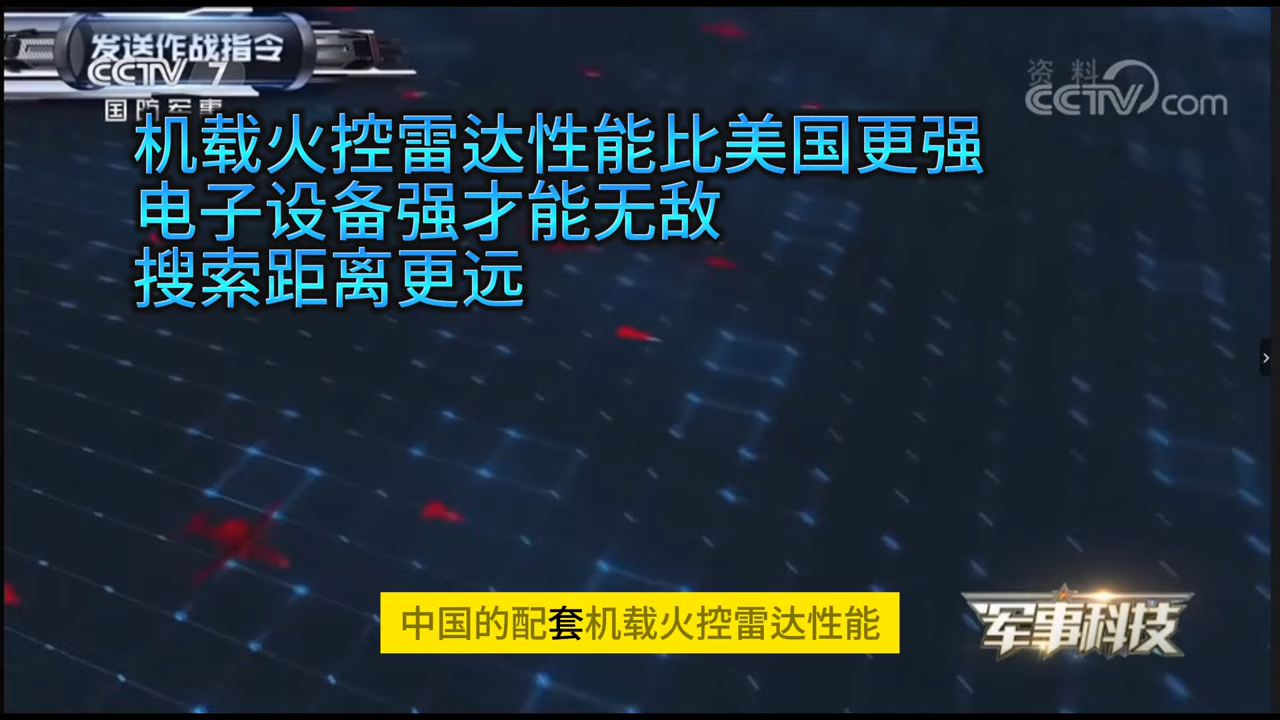 发送作战指令
CCTV 7
国防军事
资料
CCTV.com
机载火控雷达性能比美国更强
电子设备强才能无敌
搜索距离更远
中国的配套机载火控雷达性能
军事科技